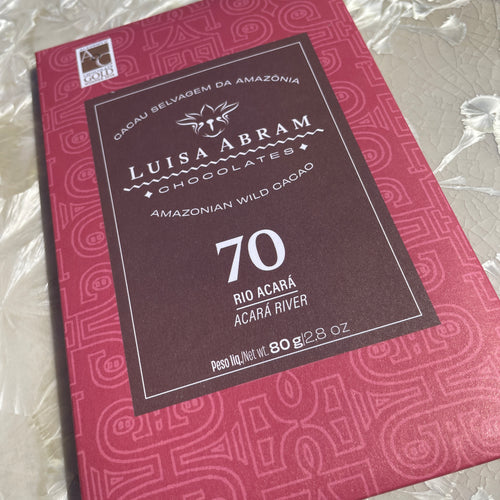 A
C
GOLD
CACAU SELVAGEM DA AMAZÔNIA
LUISA ABRAM
CHOCOLATES
AMAZONIAN WILD CACAO
70
RIO ACARÁ
ACARÁ RIVER
Peso líq./Net wt. 80 g/2.8 oz